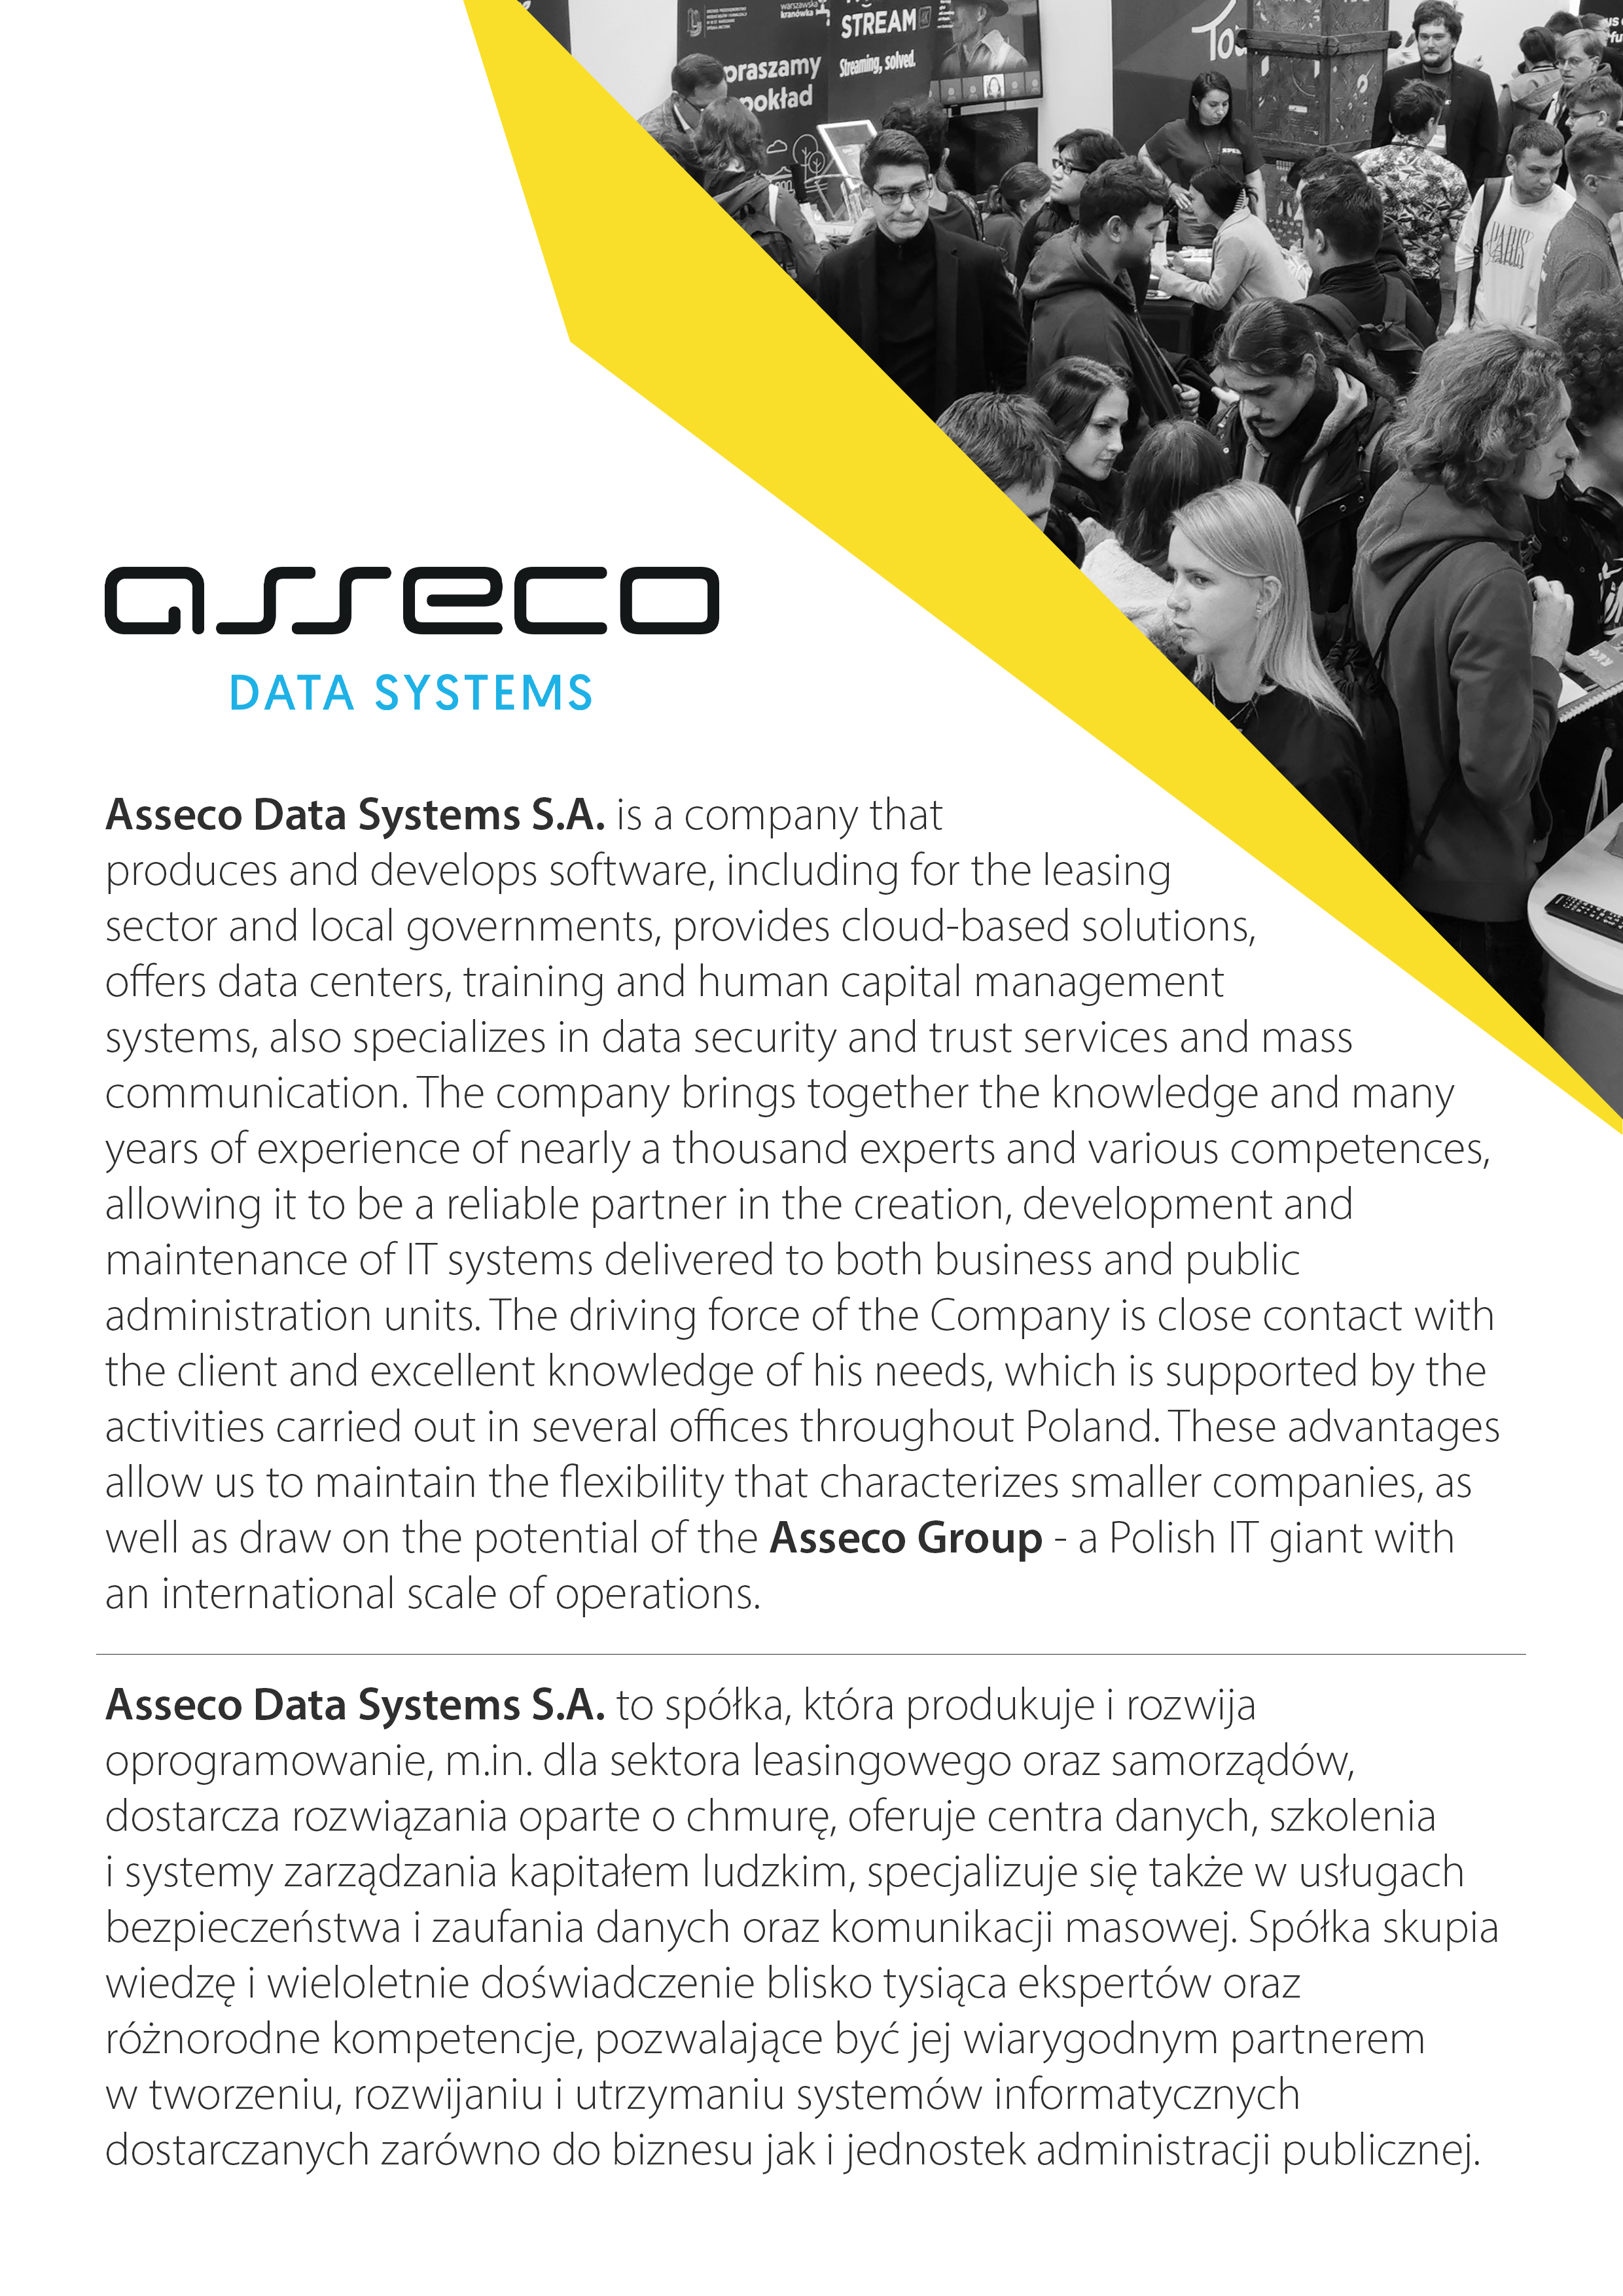 warszawska
kranówka
STREAM
Streaming, solved.
praszamy
pokład
PARIS
asseco
DATA SYSTEMS
Asseco Data Systems S.A. is a company that
produces and develops software, including for the leasing
sector and local governments, provides cloud-based solutions,
offers data centers, training and human capital management
systems, also specializes in data security and trust services and mass
communication. The company brings together the knowledge and many
years of experience of nearly a thousand experts and various competences,
allowing it to be a reliable partner in the creation, development and
maintenance of IT systems delivered to both business and public
administration units. The driving force of the Company is close contact with
the client and excellent knowledge of his needs, which is supported by the
activities carried out in several offices throughout Poland. These advantages
allow us to maintain the flexibility that characterizes smaller companies, as
well as draw on the potential of the Asseco Group - a Polish IT giant with
an international scale of operations.
Asseco Data Systems S.A. to spółka, która produkuje i rozwija
oprogramowanie, m.in. dla sektora leasingowego oraz samorządów,
dostarcza rozwiązania oparte o chmurę, oferuje centra danych, szkolenia
i systemy zarządzania kapitałem ludzkim, specjalizuje się także w usługach
bezpieczeństwa i zaufania danych oraz komunikacji masowej. Spółka skupia
wiedzę i wieloletnie doświadczenie blisko tysiąca ekspertów oraz
różnorodne kompetencje, pozwalające być jej wiarygodnym partnerem
w tworzeniu, rozwijaniu i utrzymaniu systemów informatycznych
dostarczanych zarówno do biznesu jak i jednostek administracji publicznej.